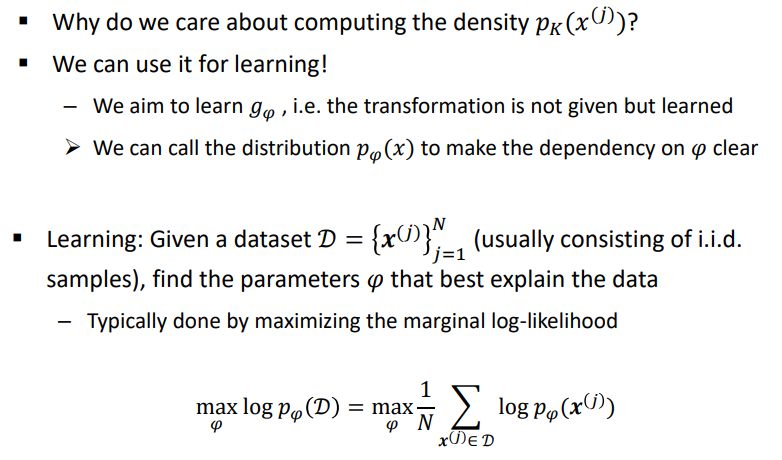 ▪ Why do we care about computing the density $p_K(x^{(j)})$?
▪ We can use it for learning!
– We aim to learn $g_\varphi$ , i.e. the transformation is not given but learned
➢ We can call the distribution $p_\varphi(x)$ to make the dependency on $\varphi$ clear
▪ Learning: Given a dataset $\mathcal{D} = \{\boldsymbol{x}^{(j)}\}_{j=1}^{N}$ (usually consisting of i.i.d.
samples), find the parameters $\varphi$ that best explain the data
– Typically done by maximizing the marginal log-likelihood
$\max_{\varphi} \log p_\varphi(\mathcal{D}) = \max_{\varphi} \frac{1}{N} \sum_{\boldsymbol{x}^{(j)} \in \mathcal{D}} \log p_\varphi(\boldsymbol{x}^{(j)})$